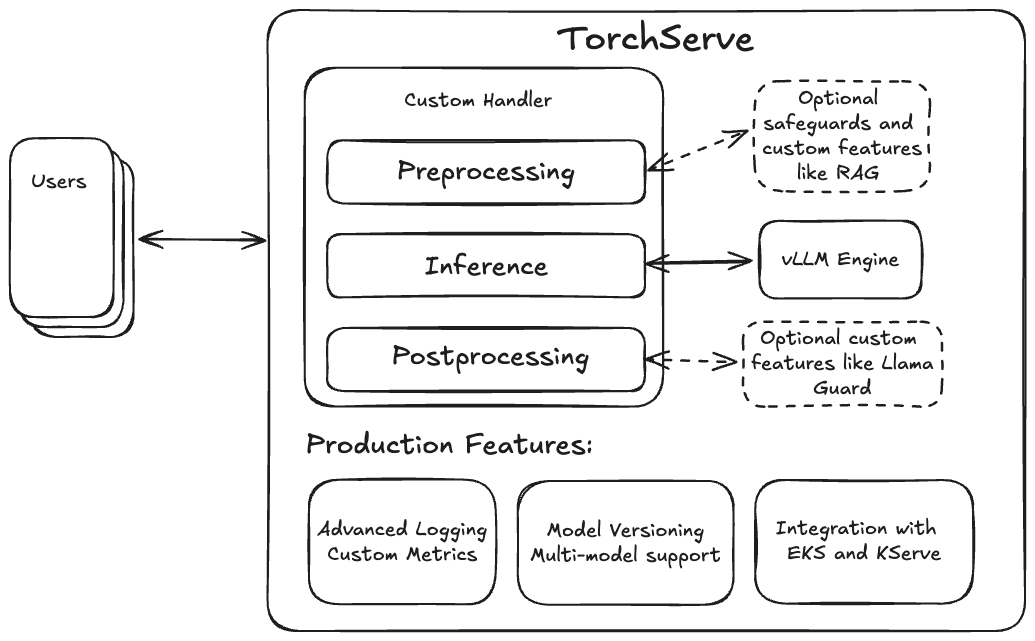 TorchServe
Users
Custom Handler
Preprocessing
Inference
Postprocessing
Optional
safeguards and
custom features
like RAG
vLLM Engine
Optional custom
features like Llama
Guard
Production Features:
Advanced Logging
Custom Metrics
Model Versioning
Multi-model support
Integration with
EKS and KServe